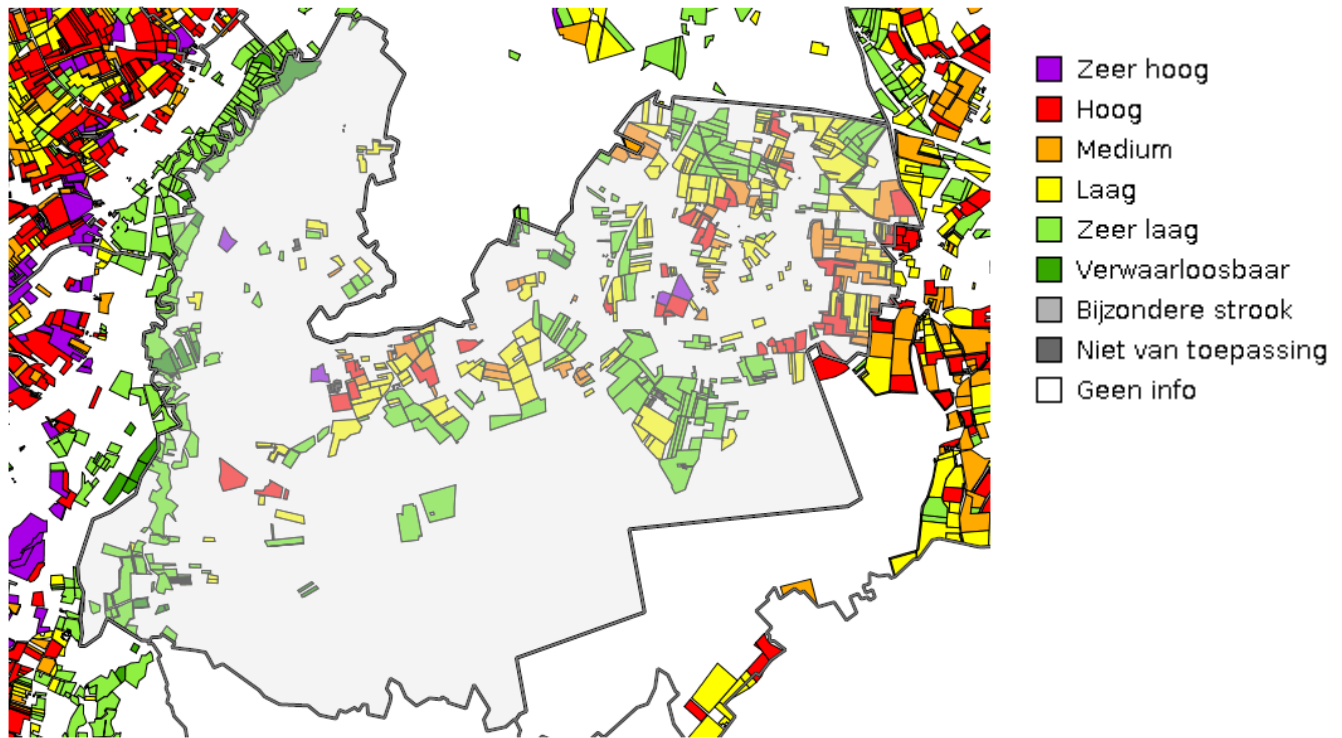 Zeer hoog
Hoog
Medium
Laag
Zeer laag
Verwaarloosbaar
Bijzondere strook
Niet van toepassing
Geen info